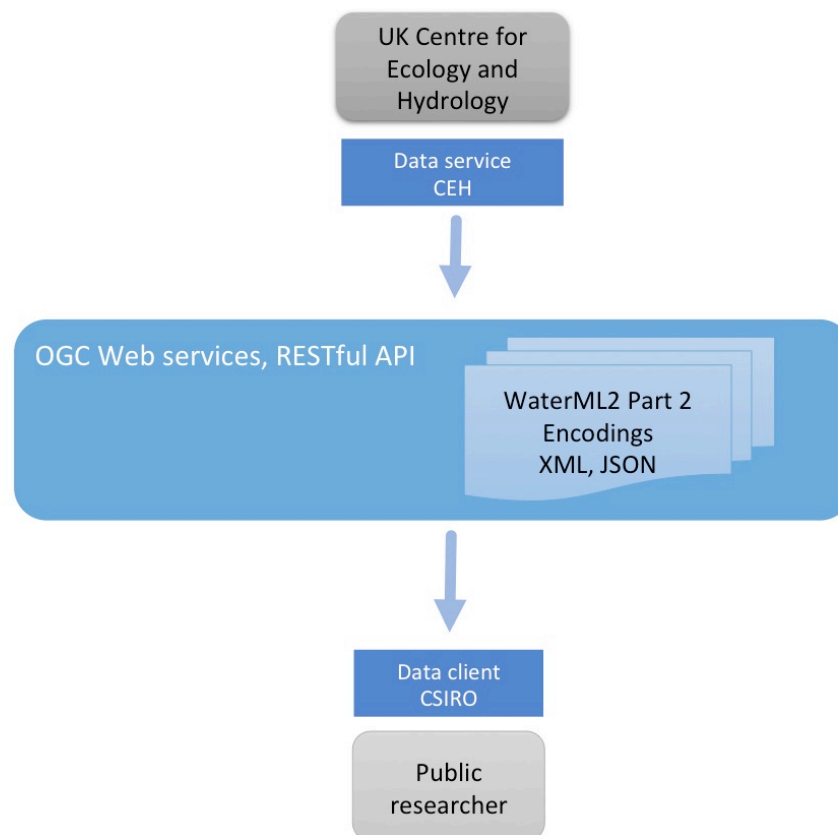 UK Centre for
Ecology and
Hydrology
Data service
CEH
OGC Web services, RESTful API
WaterML2 Part 2
Encodings
XML, JSON
Data client
CSIRO
Public
researcher